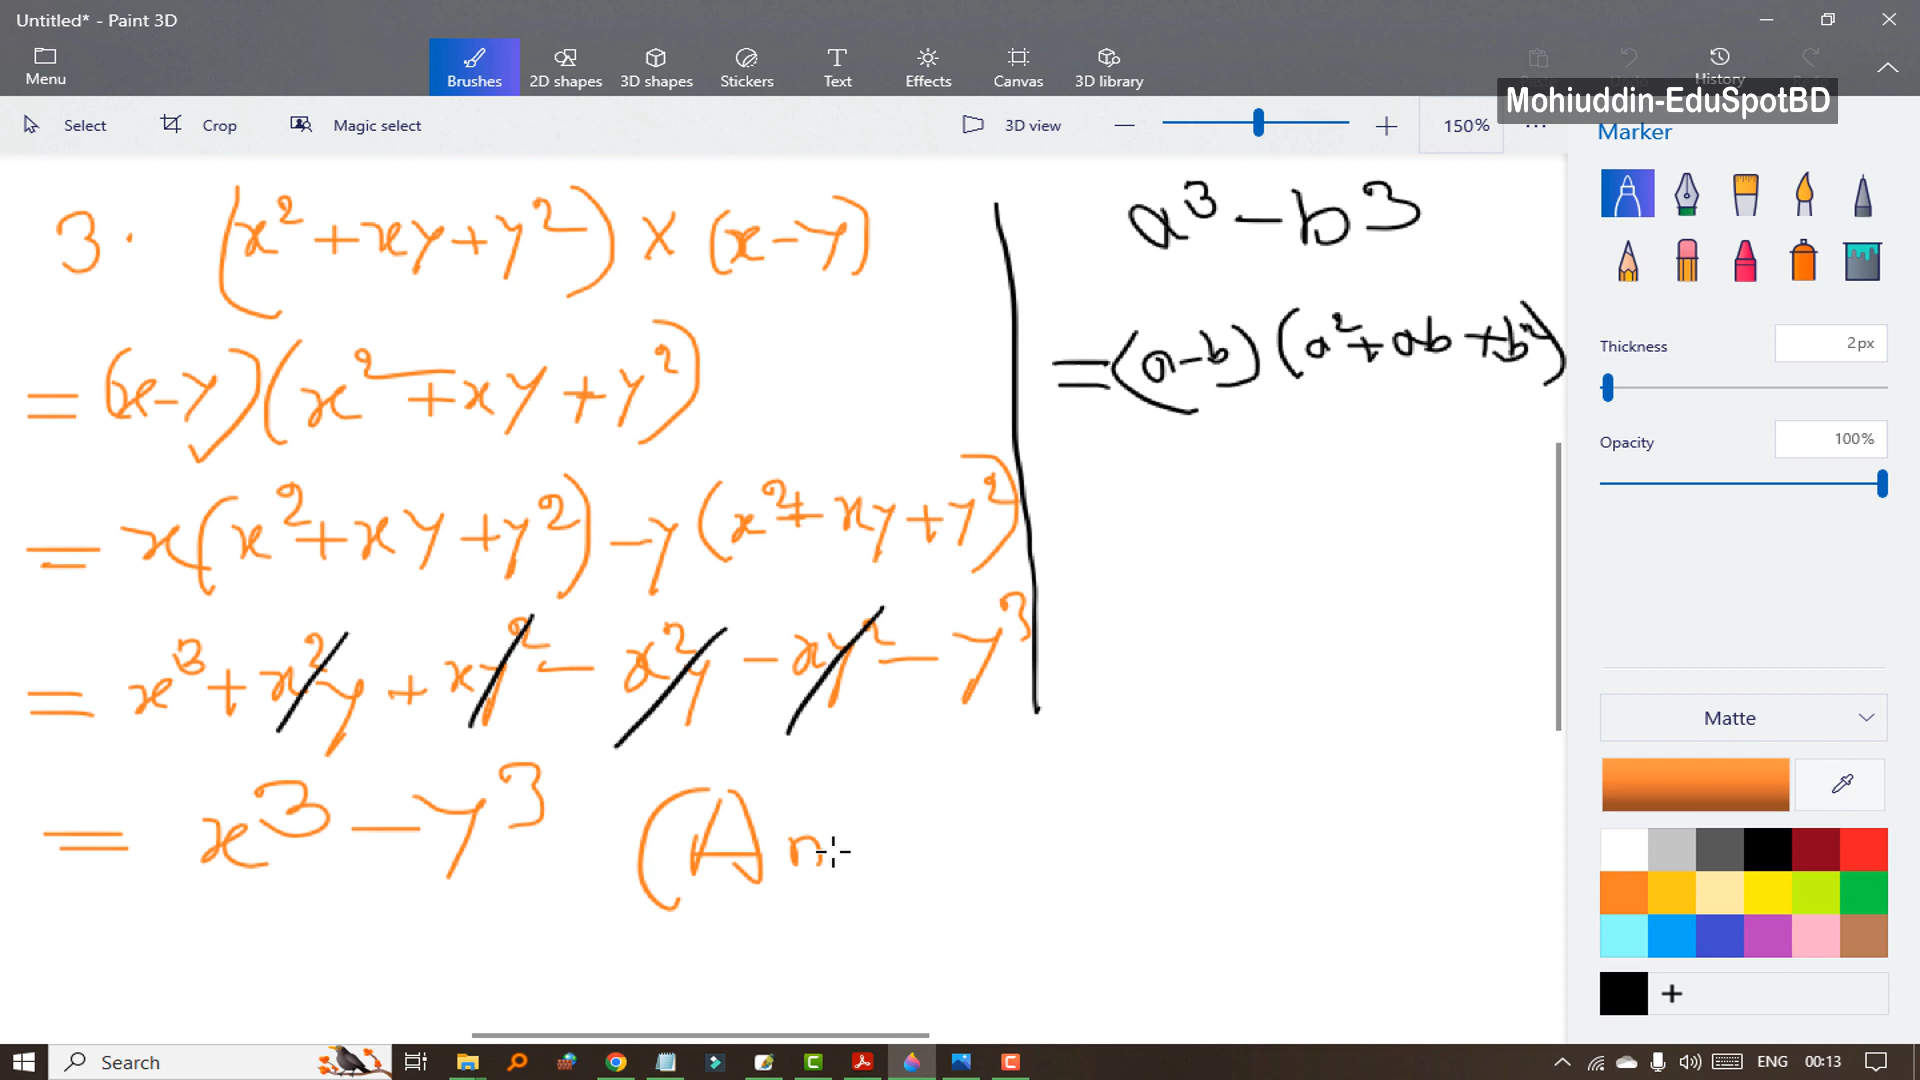 Untitled* - Paint 3D
Menu
Brushes
2D shapes
3D shapes
Stickers
Text
Effects
Canvas
3D library
History
Mohiuddin-EduSpotBD
Select
Crop
Magic select
3D view
150%
3. (x²+xy+y²) × (x-y)
= (x-y)(x²+xy+y²)
= x(x²+xy+y²) -y(x²+xy+y²)
= x³+x²y+xy²-x²y-xy²-y³
= x³-y³ (An
a³-b3
=(a-b)(a²+ab+b²)
Marker
Thickness
2px
Opacity
100%
Matte
Search
ENG
00:13